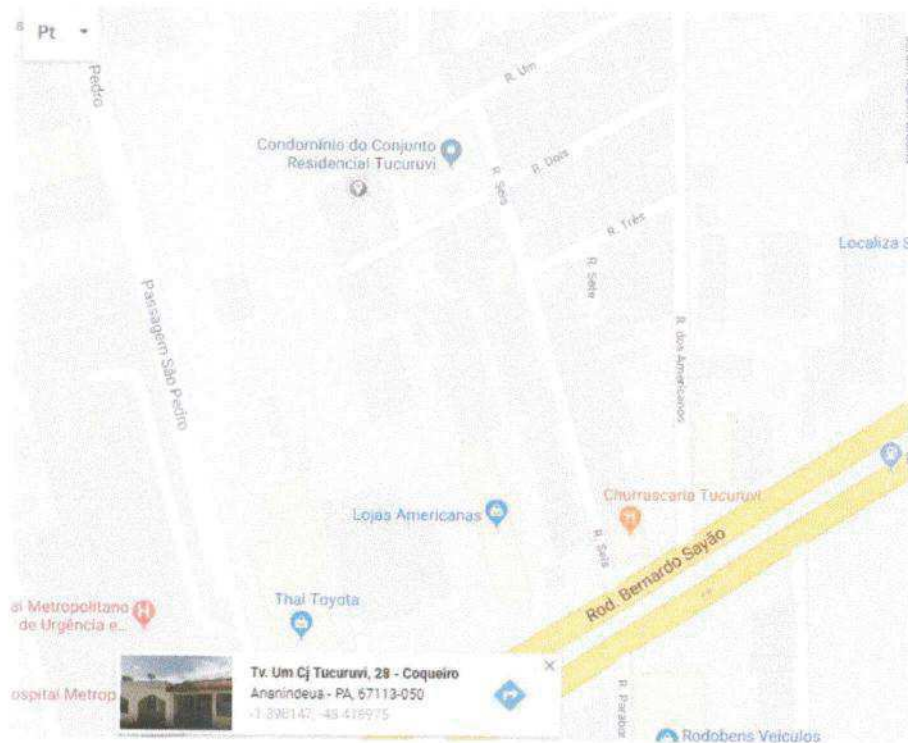 Pt
Pedro
R. Um
Condomínio do Conjunto
Residencial Tucuruvi
R. Dois
R. Seis
R. Três
Localiza S
R. Sete
Passagem São Pedro
R. dos Americanos
Lojas Americanas
Churrascaria Tucuruvi
R. Seis
Rod. Bernardo Sayão
al Metropolitano
de Urgência e...
Thai Toyota
Tv. Um Cj Tucuruvi, 28 - Coqueiro
Ananindeua - PA, 67113-050
-1.398147, -48.416975
ospital Metrop
Rodobens Veículos